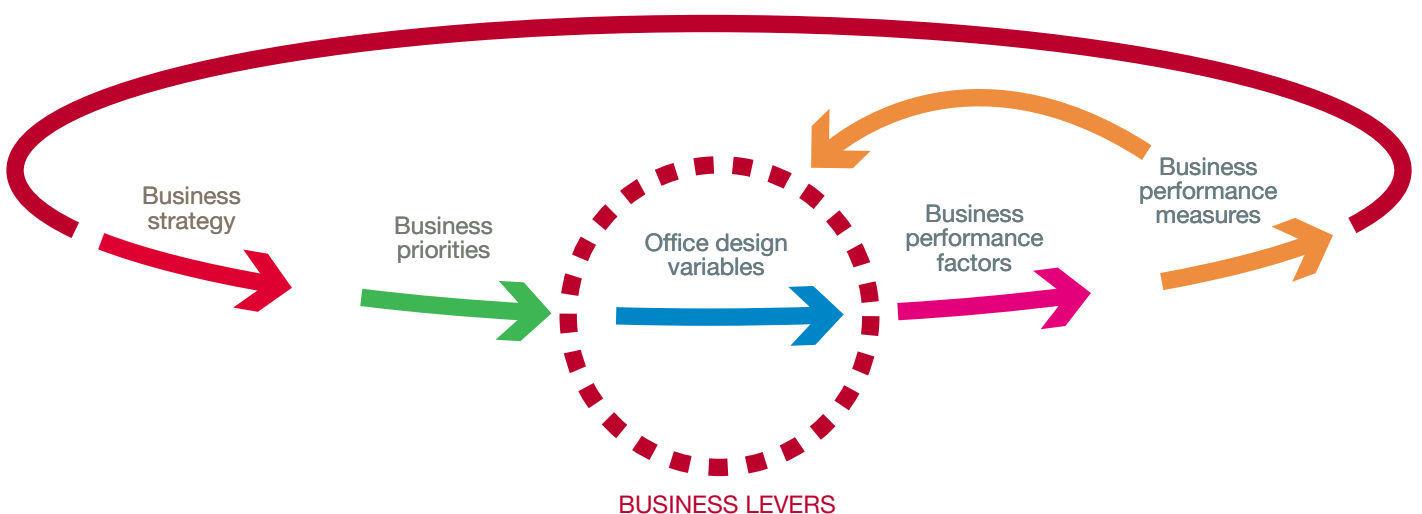 Business
strategy
Business
priorities
Office design
variables
Business
performance
factors
Business
performance
measures
BUSINESS LEVERS